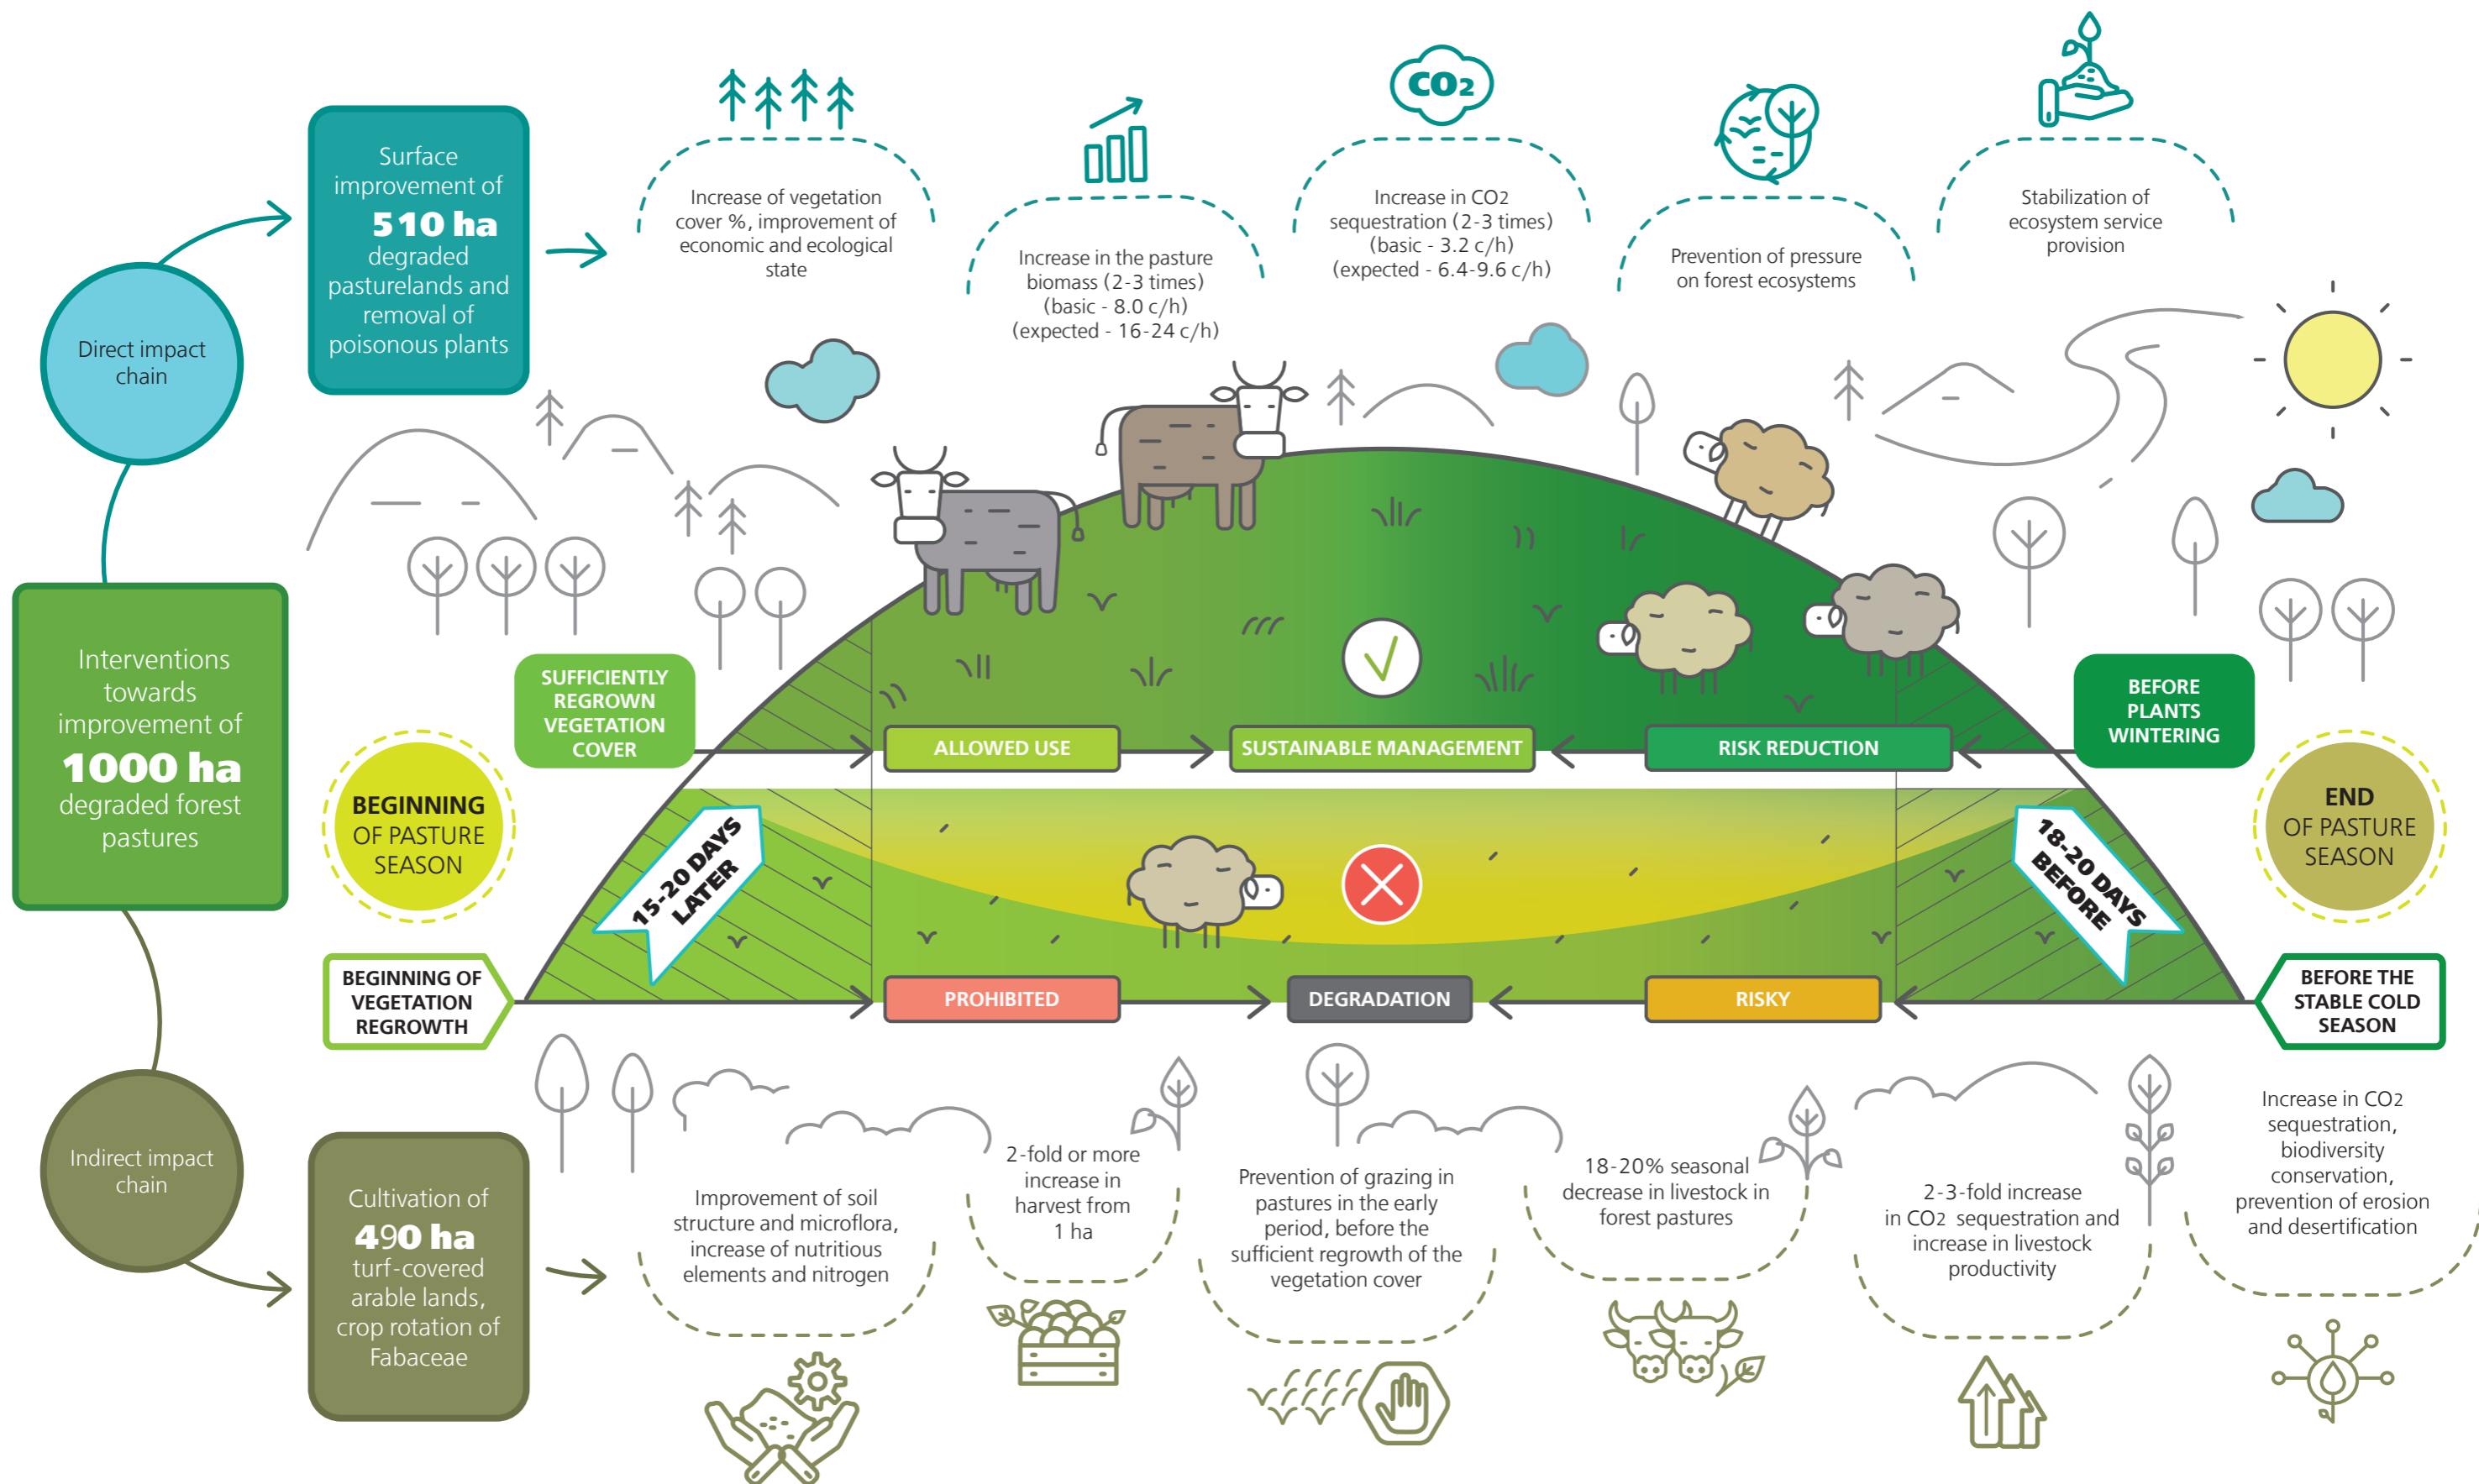 Direct impact
chain
Surface
improvement of
510 ha
degraded
pasturelands and
removal of
poisonous plants
Increase of vegetation
cover %, improvement of
economic and ecological
state
Increase in the pasture
biomass (2-3 times)
(basic - 8.0 c/h)
(expected - 16-24 c/h)
CO2
Increase in CO2
sequestration (2-3 times)
(basic - 3.2 c/h)
(expected - 6.4-9.6 c/h)
Prevention of pressure
on forest ecosystems
Stabilization of
ecosystem service
provision
Interventions
towards
improvement of
1000 ha
degraded forest
pastures
SUFFICIENTLY
REGROWN
VEGETATION
COVER
ALLOWED USE
SUSTAINABLE MANAGEMENT
RISK REDUCTION
BEFORE
PLANTS
WINTERING
BEGINNING
OF PASTURE
SEASON
15-20 DAYS
LATER
18-20 DAYS
BEFORE
END
OF PASTURE
SEASON
BEGINNING OF
VEGETATION
REGROWTH
PROHIBITED
DEGRADATION
RISKY
BEFORE THE
STABLE COLD
SEASON
Indirect impact
chain
Cultivation of
490 ha
turf-covered
arable lands,
crop rotation of
Fabaceae
Improvement of soil
structure and microflora,
increase of nutritious
elements and nitrogen
2-fold or more
increase in
harvest from
1 ha
Prevention of grazing in
pastures in the early
period, before the
sufficient regrowth of the
vegetation cover
18-20% seasonal
decrease in livestock in
forest pastures
2-3-fold increase
in CO2 sequestration and
increase in livestock
productivity
Increase in CO2
sequestration,
biodiversity
conservation,
prevention of erosion
and desertification